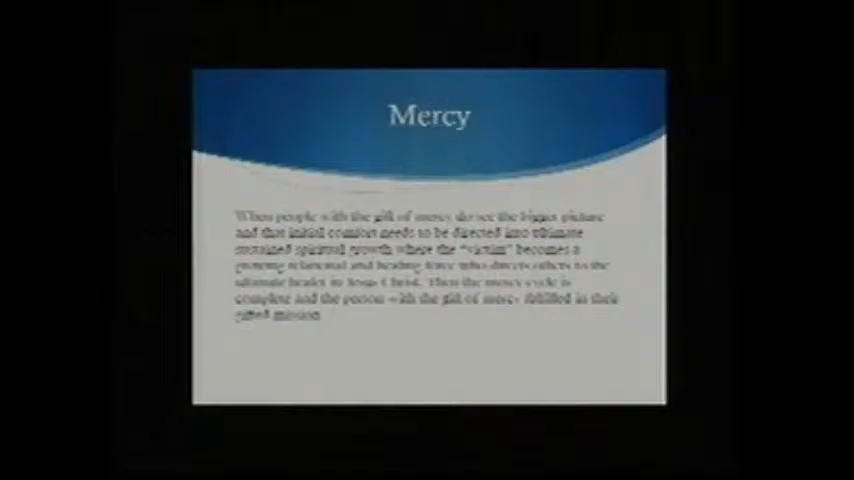 Mercy
When people with the gift of mercy do see the bigger picture
and that initial comfort needs to be directed into ultimate
sustained spiritual growth where the "victim" becomes a
growing relational and healing force who directs others to the
ultimate healer in Jesus Christ. Then the mercy cycle is
complete and the person with the gift of mercy fulfilled in their
gifted mission